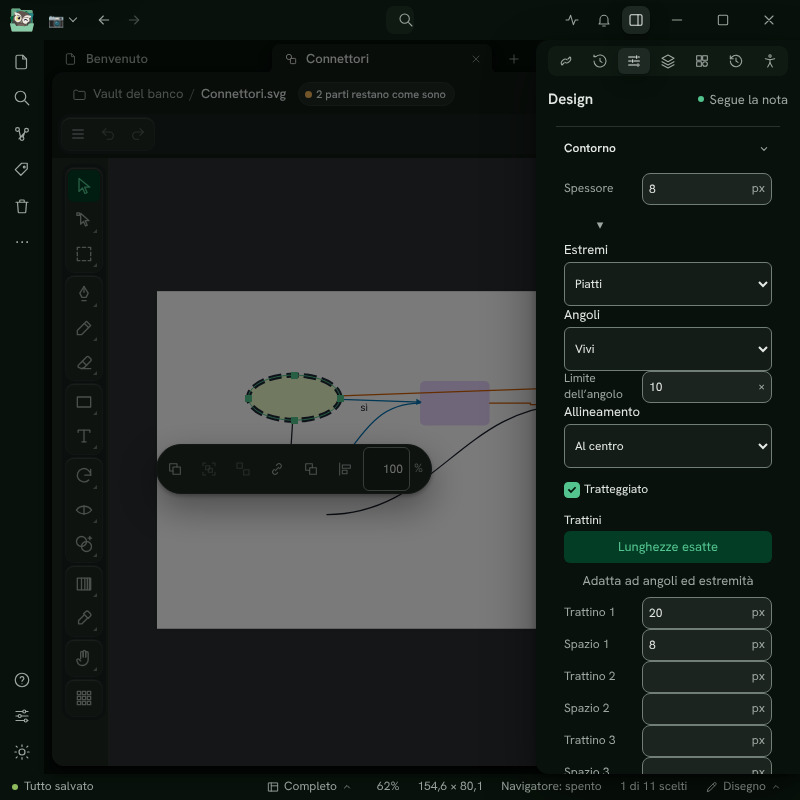 Benvenuto
Connettori
Vault del banco / Connettori.svg
2 parti restano come sono
sì
100 %
Design
Segue la nota
Contorno
Spessore
8 px
Estremi
Piatti
Angoli
Vivi
Limite
dell’angolo
10 ×
Allineamento
Al centro
Tratteggiato
Trattini
Lunghezze esatte
Adatta ad angoli ed estremità
Trattino 1
20 px
Spazio 1
8 px
Trattino 2
px
Spazio 2
px
Trattino 3
px
Spazio 3
px
Tutto salvato
Completo
62%
154,6 × 80,1
Navigatore: spento
1 di 11 scelti
Disegno